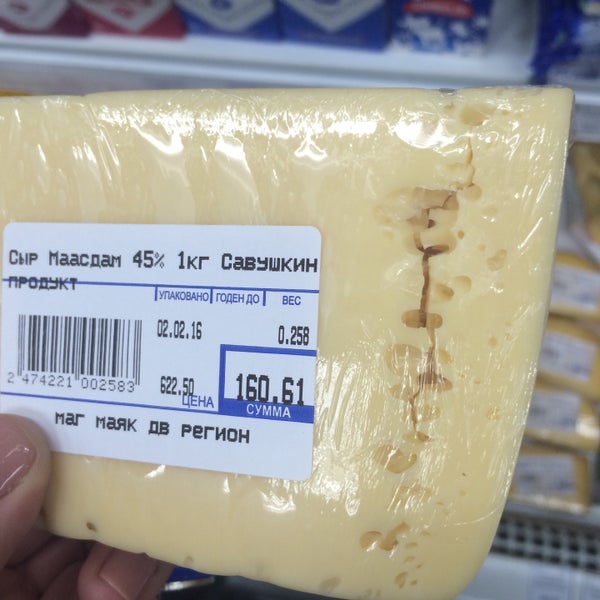 Сыр Маасдам 45% 1кг Савушкин
продукт
УПАКОВАНО ГОДЕН ДО ВЕС
02.02.16 0.258
2 474221 002583
622.50 160.61
ЦЕНА СУММА
маг маяк дв регион